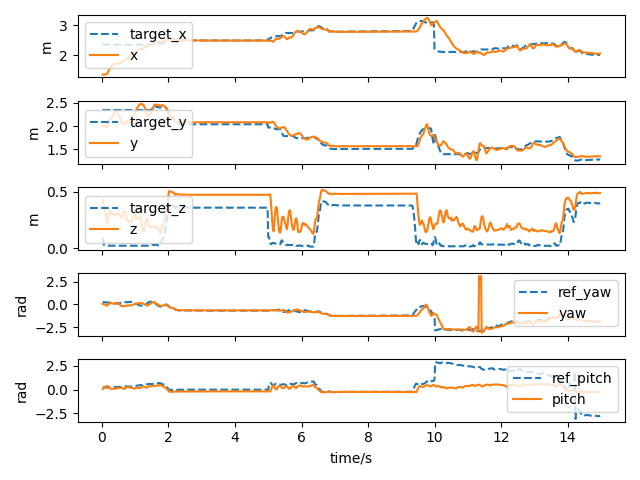 3
2
m
target_x
x
2.5
2.0
1.5
m
target_y
y
0.5
0.0
m
target_z
z
2.5
0.0
−2.5
rad
ref_yaw
yaw
2.5
0.0
−2.5
rad
ref_pitch
pitch
0 2 4 6 8 10 12 14
time/s